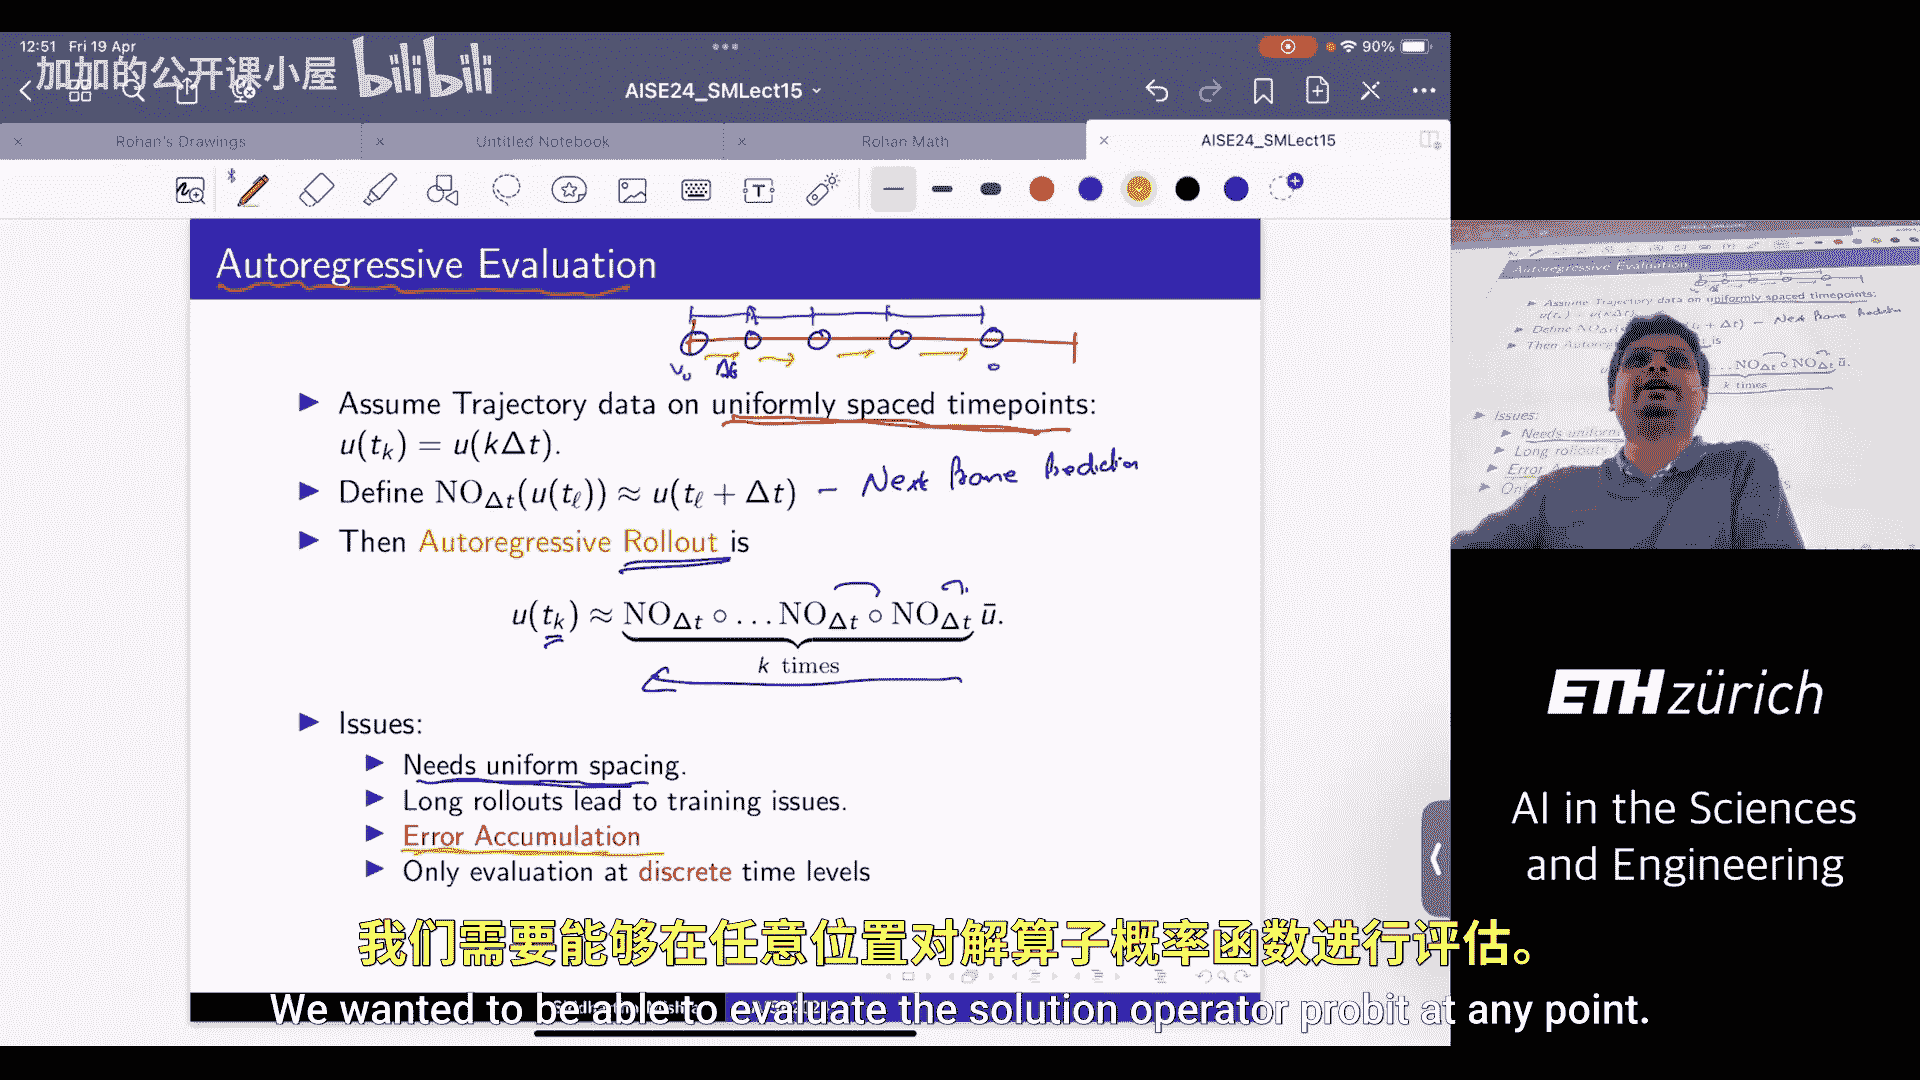 12:51 Fri 19 Apr
90%
加加的公开课小屋 bilibili
AISE24_SMLect15
Rohan's Drawings
Untitled Notebook
Rohan Math
AISE24_SMLect15
Autoregressive Evaluation
Δt
Assume Trajectory data on uniformly spaced timepoints:
u(t_k) = u(kΔt).
Define NO_Δt(u(t_ℓ)) ≈ u(t_ℓ + Δt) – Next Frame Prediction
Then Autoregressive Rollout is
u(t_k) ≈ NO_Δt ∘ … NO_Δt ∘ NO_Δt ū.
k times
Issues:
Needs uniform spacing.
Long rollouts lead to training issues.
Error Accumulation
Only evaluation at discrete time levels
我们需要能够在任意位置对解算子概率函数进行评估。
We wanted to be able to evaluate the solution operator probit at any point.
ETH zürich
AI in the Sciences
and Engineering